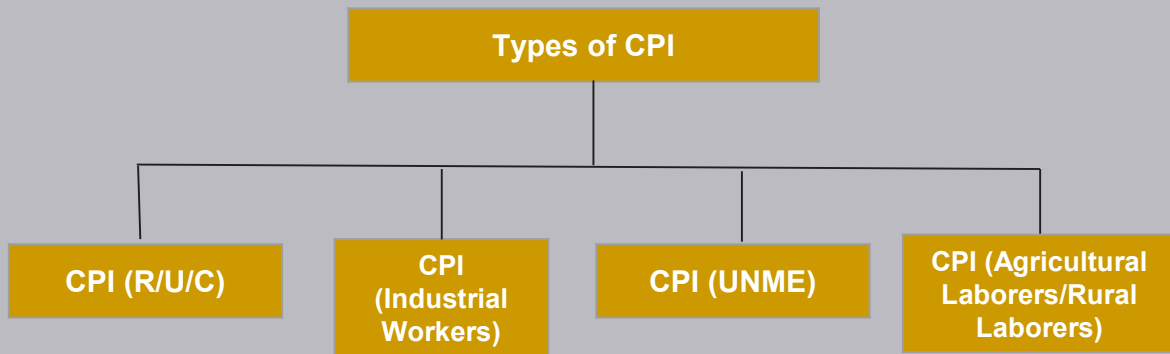 Types of CPI
CPI (R/U/C)
CPI
(Industrial
Workers)
CPI (UNME)
CPI (Agricultural
Laborers/Rural
Laborers)